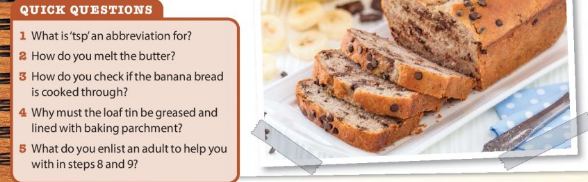 QUICK QUESTIONS
1 What is 'tsp' an abbreviation for?
2 How do you melt the butter?
3 How do you check if the banana bread
is cooked through?
4 Why must the loaf tin be greased and
lined with baking parchment?
5 What do you enlist an adult to help you
with in steps 8 and 9?